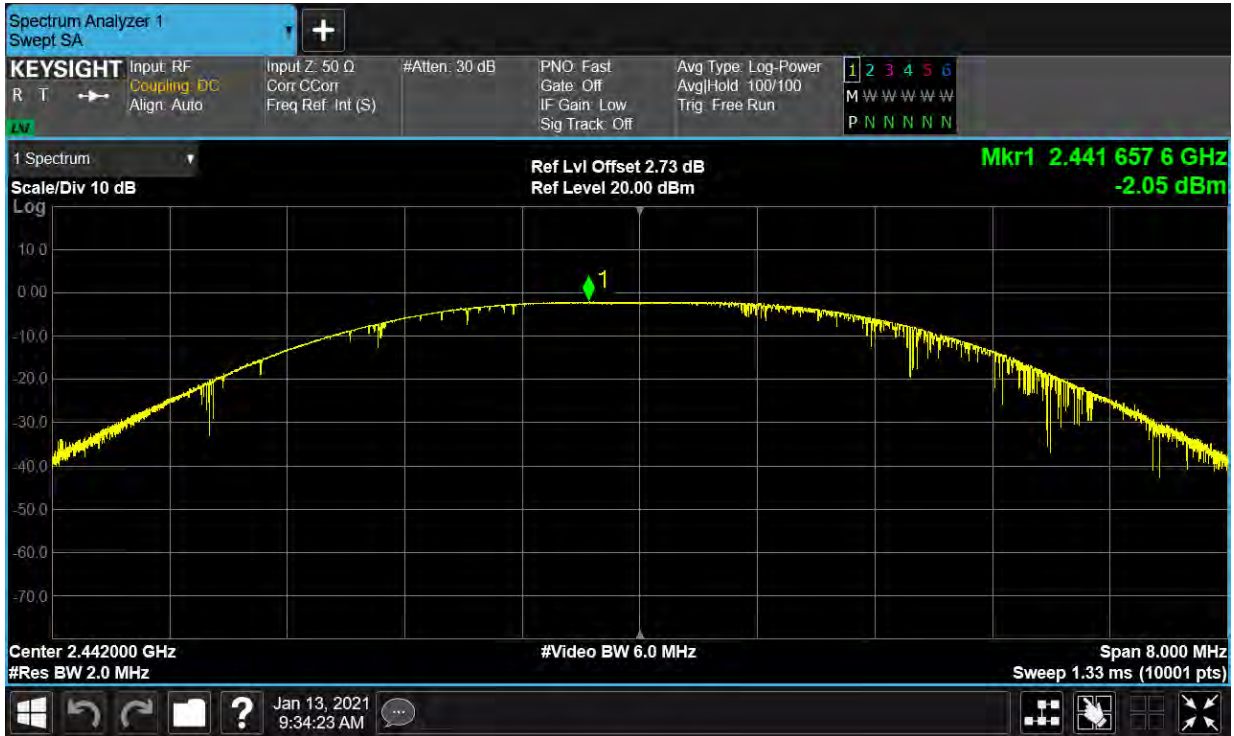 Spectrum Analyzer 1
Swept SA
KEYSIGHT Input: RF Input Z: 50 Ω #Atten: 30 dB PNO: Fast Avg Type: Log-Power 1 2 3 4 5 6
R T Coupling: DC Corr CCorr Gate: Off Avg|Hold: 100/100 M W W W W W W
Align: Auto Freq Ref: Int (S) IF Gain: Low Trig: Free Run P N N N N N N
Sig Track: Off
1 Spectrum
Ref Lvl Offset 2.73 dB
Mkr1 2.441 657 6 GHz
Scale/Div 10 dB
Ref Level 20.00 dBm
-2.05 dBm
Log
10.0
0.00
1
-10.0
-20.0
-30.0
-40.0
-50.0
-60.0
-70.0
Center 2.442000 GHz #Video BW 6.0 MHz Span 8.000 MHz
#Res BW 2.0 MHz Sweep 1.33 ms (10001 pts)
Jan 13, 2021
9:34:23 AM